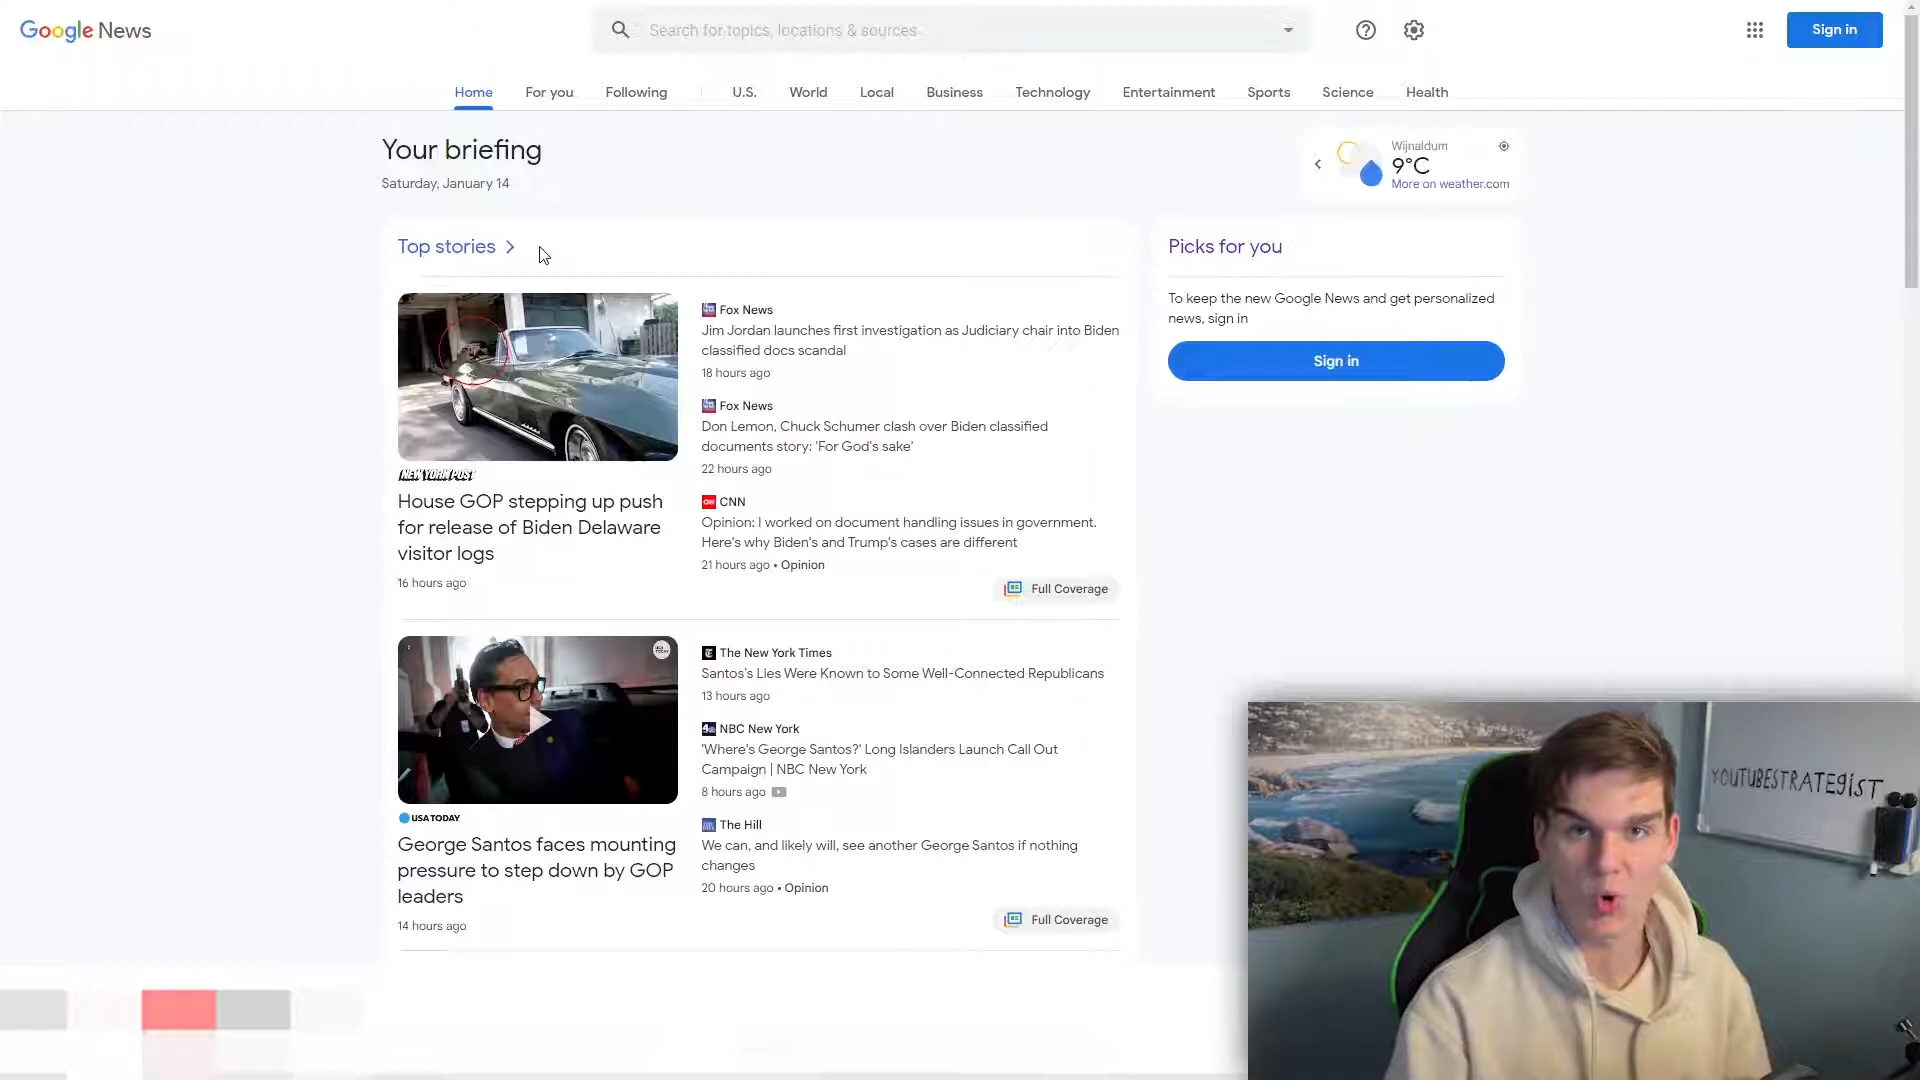 Google News
Search for topics, locations & sources
Sign in
Home For you Following U.S. World Local Business Technology Entertainment Sports Science Health
Your briefing
Saturday, January 14
Wijnaldum
9°C
More on weather.com
Top stories
NEW YORK POST
House GOP stepping up push
for release of Biden Delaware
visitor logs
16 hours ago
Fox News
Jim Jordan launches first investigation as Judiciary chair into Biden
classified docs scandal
18 hours ago
Fox News
Don Lemon, Chuck Schumer clash over Biden classified
documents story: 'For God's sake'
22 hours ago
CNN
Opinion: I worked on document handling issues in government.
Here's why Biden's and Trump's cases are different
21 hours ago • Opinion
Full Coverage
USA TODAY
George Santos faces mounting
pressure to step down by GOP
leaders
14 hours ago
The New York Times
Santos's Lies Were Known to Some Well-Connected Republicans
13 hours ago
NBC New York
'Where's George Santos?' Long Islanders Launch Call Out
Campaign | NBC New York
8 hours ago
The Hill
We can, and likely will, see another George Santos if nothing
changes
20 hours ago • Opinion
Full Coverage
Picks for you
To keep the new Google News and get personalized
news, sign in
Sign in
YOUTUBESTRATEGIST